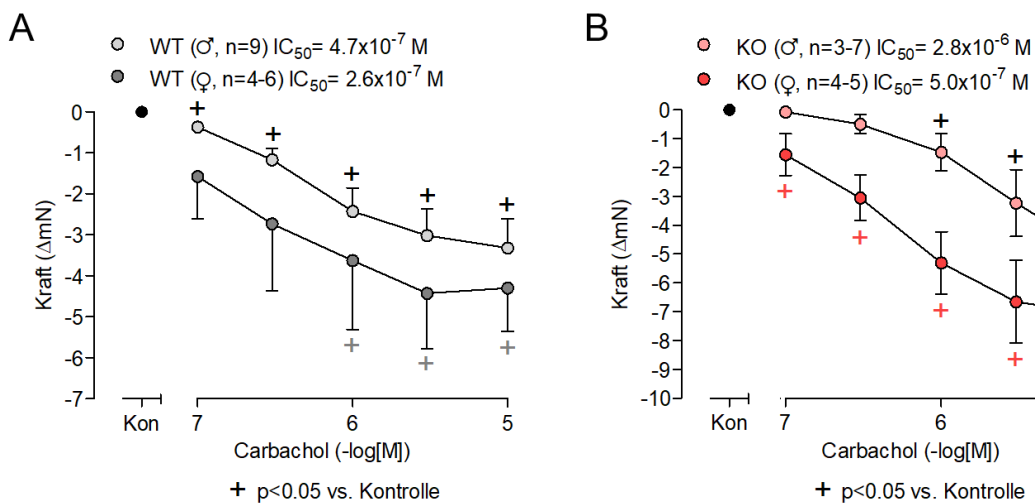 A
WT (♂, n=9) IC50= 4.7x10-7 M
WT (♀, n=4-6) IC50= 2.6x10-7 M
Kraft (ΔmN)
0
-1
-2
-3
-4
-5
-6
-7
+ + + + +
+ + +
Kon 7 6 5
Carbachol (-log[M])
+ p<0.05 vs. Kontrolle
B
KO (♂, n=3-7) IC50= 2.8x10-6 M
KO (♀, n=4-5) IC50= 5.0x10-7 M
Kraft (ΔmN)
0
-1
-2
-3
-4
-5
-6
-7
-8
-9
-10
+ +
+ + + +
Kon 7 6
Carbachol (-log[M])
+ p<0.05 vs. Kontrolle